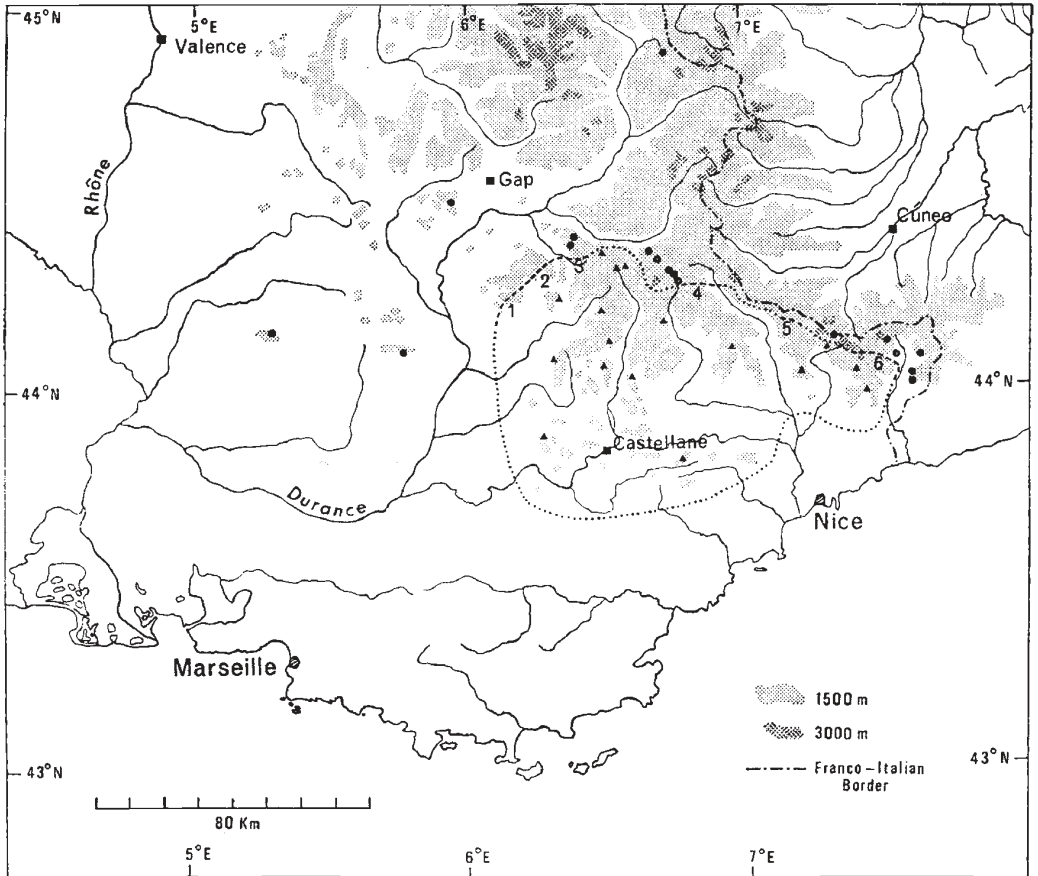 45°N
5°E
6°E
7°E
Valence
Rhône
Gap
Cúneo
1
2
3
4
5
6
44°N
44°N
Castellane
Durance
Nice
Marseille
1500 m
3000 m
Franco-Italian
Border
43°N
43°N
80 Km
5°E
6°E
7°E